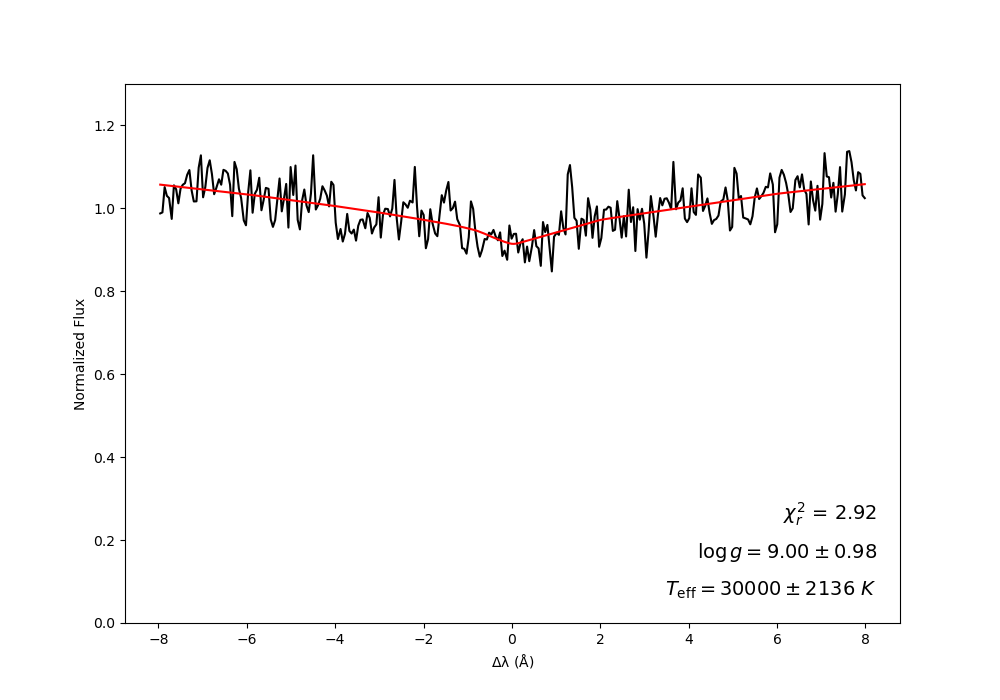 1.2
1.0
0.8
0.6
0.4
0.2
0.0
Normalized Flux
χ²ᵣ = 2.92
log g = 9.00 ± 0.98
T_eff = 30000 ± 2136 K
−8 −6 −4 −2 0 2 4 6 8
Δλ (Å)